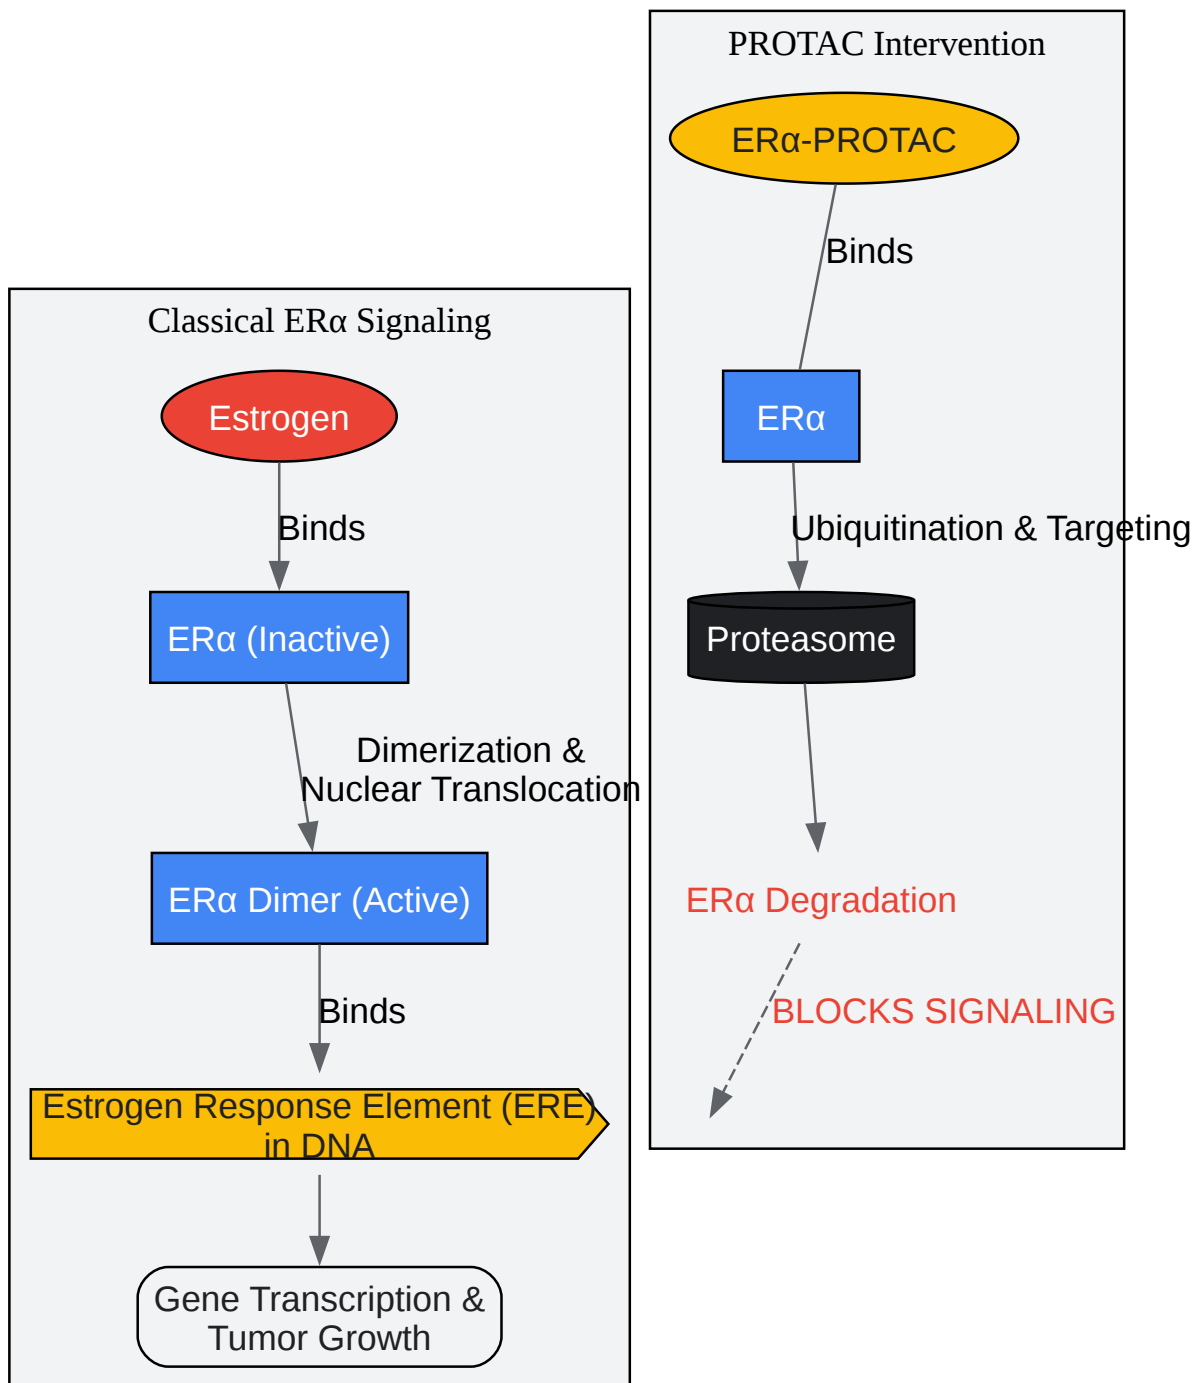 Classical ERα Signaling
Estrogen
Binds
ERα (Inactive)
Dimerization &
Nuclear Translocation
ERα Dimer (Active)
Binds
Estrogen Response Element (ERE)
in DNA
Gene Transcription &
Tumor Growth
PROTAC Intervention
ERα-PROTAC
Binds
ERα
Ubiquitination & Targeting
Proteasome
ERα Degradation
BLOCKS SIGNALING